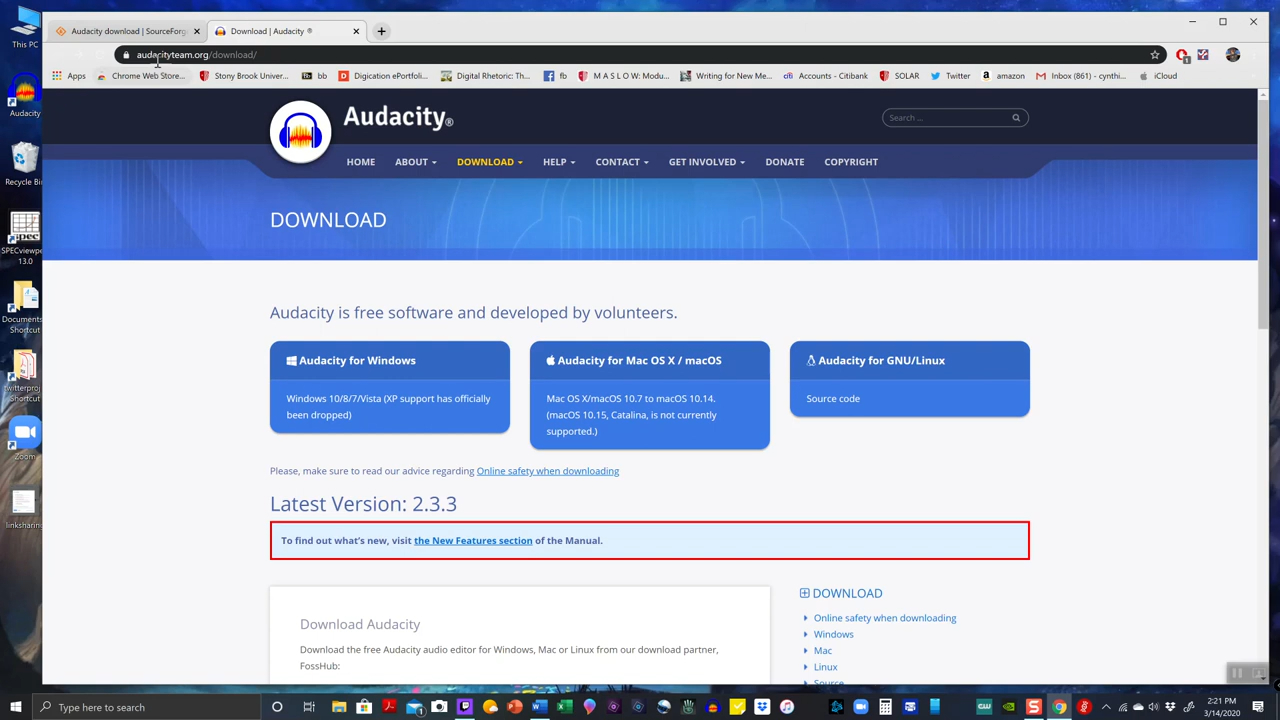 This PC
Audacity download | SourceForg
Download | Audacity ®
audacityteam.org/download/
Apps
Chrome Web Store...
Stony Brook Univer...
bb
Digication ePortfolio...
Digital Rhetoric: Th...
fb
M A S L O W: Modu...
Writing for New Me...
citi
Accounts - Citibank
SOLAR
Twitter
amazon
Inbox (861) - cynthi...
iCloud
Audacity
Recycle Bin
SPECviewp
13.0
Documents
Shortcut
twitterpro
Shortcut
Zoom
linksharin
Audacity®
Search ...
HOME
ABOUT
DOWNLOAD
HELP
CONTACT
GET INVOLVED
DONATE
COPYRIGHT
DOWNLOAD
Audacity is free software and developed by volunteers.
Audacity for Windows
Windows 10/8/7/Vista (XP support has officially
been dropped)
Audacity for Mac OS X / macOS
Mac OS X/macOS 10.7 to macOS 10.14.
(macOS 10.15, Catalina, is not currently
supported.)
Audacity for GNU/Linux
Source code
Please, make sure to read our advice regarding Online safety when downloading
Latest Version: 2.3.3
To find out what's new, visit the New Features section of the Manual.
Download Audacity
Download the free Audacity audio editor for Windows, Mac or Linux from our download partner,
FossHub:
DOWNLOAD
Online safety when downloading
Windows
Mac
Linux
Source
Type here to search
2:21 PM
3/14/2020